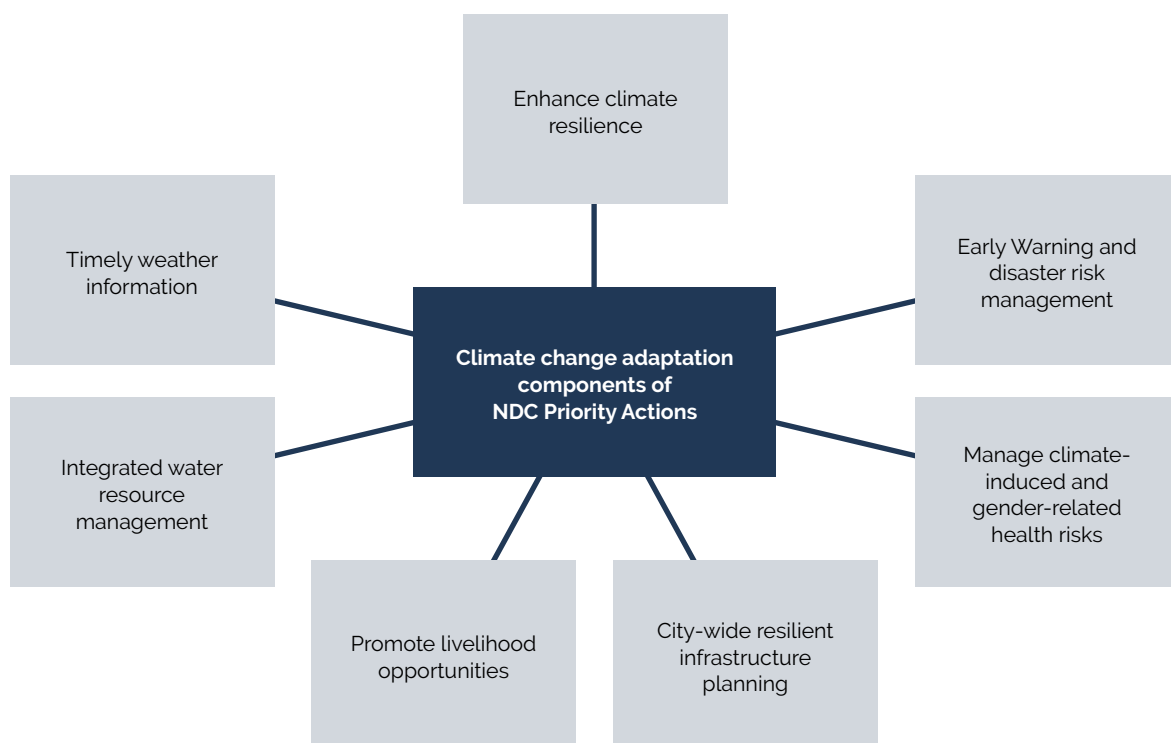 Enhance climate
resilience
Timely weather
information
Early Warning and
disaster risk
management
Climate change adaptation
components of
NDC Priority Actions
Integrated water
resource
management
Manage climate-
induced and
gender-related
health risks
Promote livelihood
opportunities
City-wide resilient
infrastructure
planning